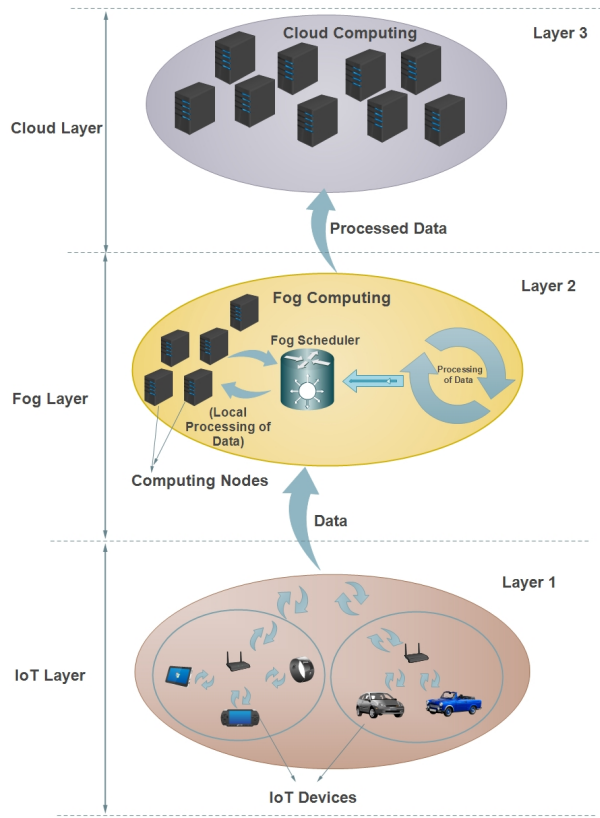 Cloud Computing
Layer 3
Cloud Layer
Processed Data
Layer 2
Fog Computing
Fog Scheduler
Processing
of Data
(Local
Processing of
Data)
Fog Layer
Computing Nodes
Data
Layer 1
IoT Layer
IoT Devices